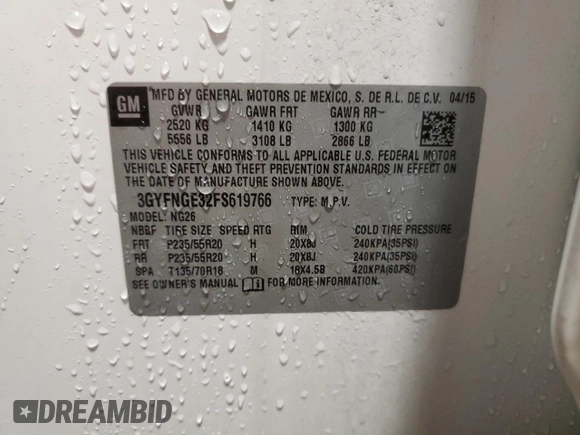 GM
MFD BY GENERAL MOTORS DE MEXICO, S. DE R.L. DE C.V. 04/15
GVWR GAWR FRT GAWR RR
2520 KG 1410 KG 1300 KG
5556 LB 3108 LB 2866 LB
THIS VEHICLE CONFORMS TO ALL APPLICABLE U.S. FEDERAL MOTOR
VEHICLE SAFETY AND THEFT PREVENTION STANDARDS IN EFFECT ON
THE DATE OF MANUFACTURE SHOWN ABOVE.
3GYFNGE32FS619766 TYPE: M.P.V.
MODEL: NG26
TIRE SIZE SPEED RTG RIM COLD TIRE PRESSURE
FRT P235/55R20 H 20X8J 240KPA(35PSI)
RR P235/55R20 H 20X8J 240KPA(35PSI)
SPA T135/70R18 M 18X4.5B 420KPA(60PSI)
SEE OWNER'S MANUAL FOR MORE INFORMATION.
DREAMBID